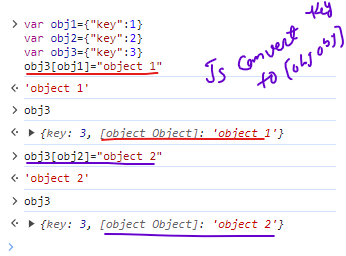 var obj1={"key":1}
var obj2={"key":2}
var obj3={"key":3}
obj3[obj1]="object 1"
'object 1'
obj3
{key: 3, [object Object]: 'object 1'}
obj3[obj2]="object 2"
'object 2'
obj3
{key: 3, [object Object]: 'object 2'}
Js convert key
to [obj obj]